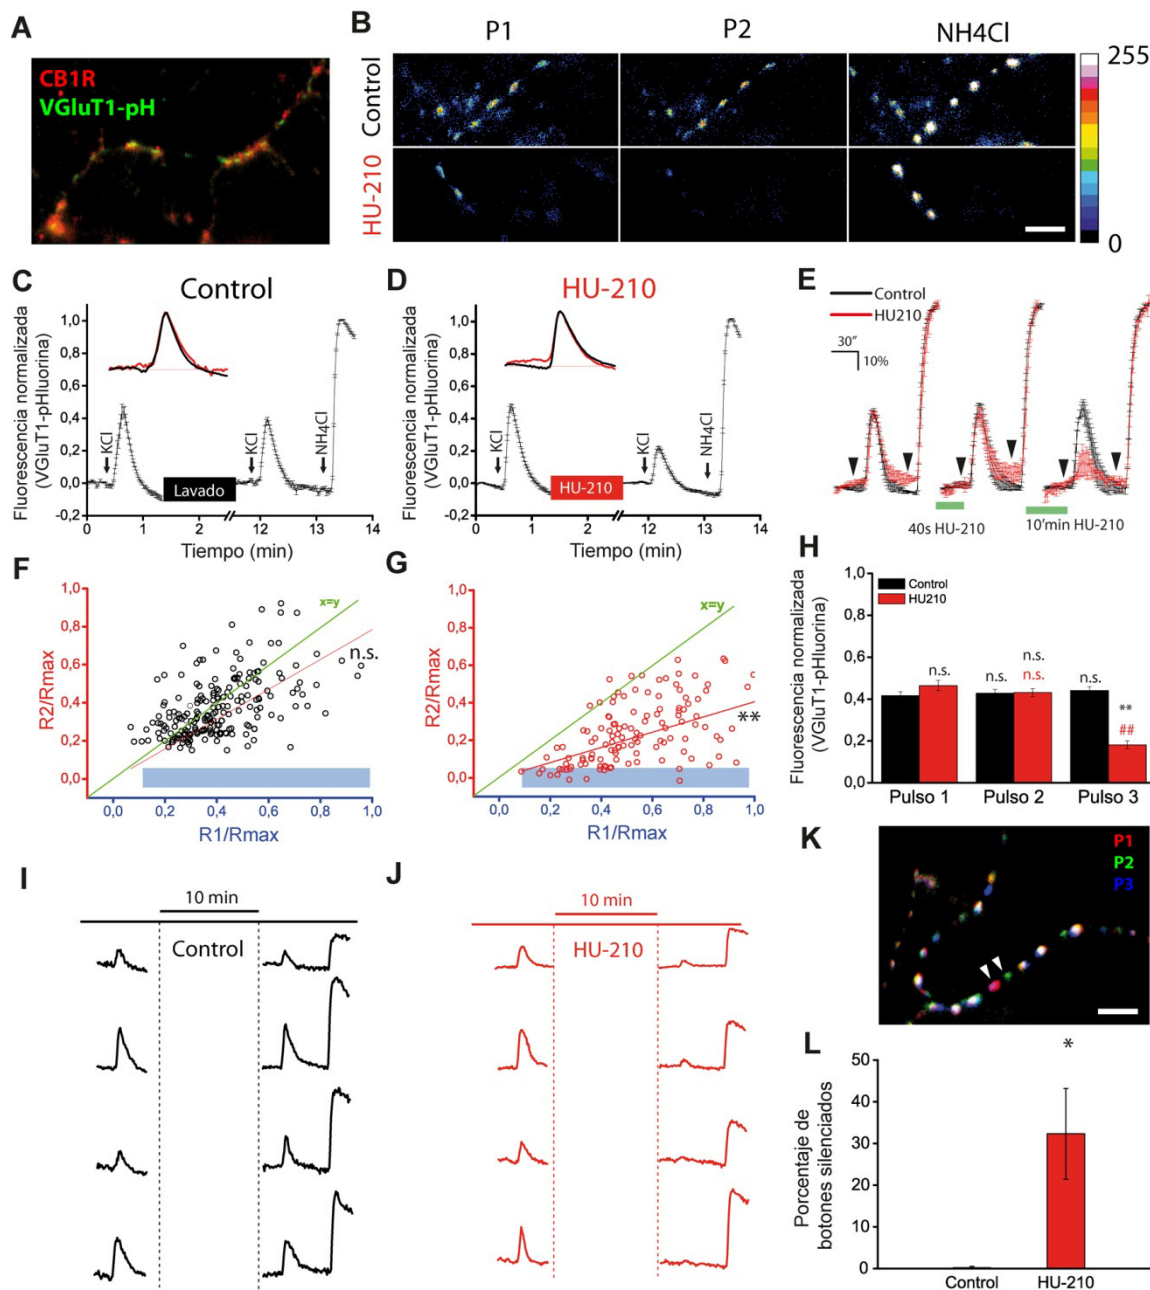 A
CB1R
VGluT1-pH
B
P1
P2
NH4Cl
Control
HU-210
255
0
C
Control
Fluorescencia normalizada
(VGluT1-pHluorina)
1,0
0,8
0,6
0,4
0,2
0,0
-0,2
KCl
KCl
NH4Cl
Lavado
0
1
2
12
13
14
Tiempo (min)
D
HU-210
Fluorescencia normalizada
(VGluT1-pHluorina)
1,0
0,8
0,6
0,4
0,2
0,0
-0,2
KCl
KCl
NH4Cl
HU-210
0
1
2
12
13
14
Tiempo (min)
E
Control
HU210
30″
10%
40s HU-210
10'min HU-210
F
R2/Rmax
1,0
0,8
0,6
0,4
0,2
0,0
x=y
n.s.
0,0
0,2
0,4
0,6
0,8
1,0
R1/Rmax
G
R2/Rmax
1,0
0,8
0,6
0,4
0,2
0,0
x=y
**
0,0
0,2
0,4
0,6
0,8
1,0
R1/Rmax
H
Fluorescencia normalizada
(VGluT1-pHluorina)
1,0
0,8
0,6
0,4
0,2
0,0
Control
HU210
n.s.
n.s.
n.s.
n.s.
**
##
Pulso 1
Pulso 2
Pulso 3
I
10 min
Control
J
10 min
HU-210
K
P1
P2
P3
L
Porcentaje de
botones silenciados
50
40
30
20
10
0
*
Control
HU-210